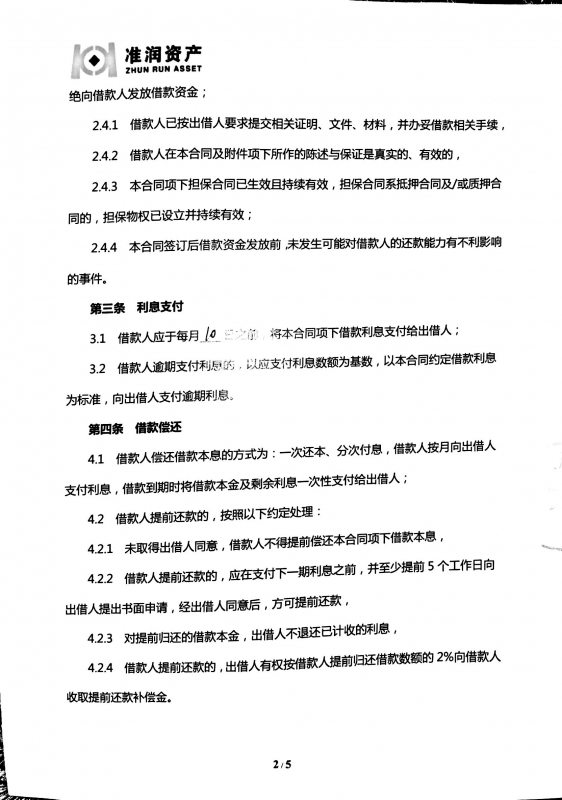 准润资产
ZHUN RUN ASSET
绝向借款人发放借款资金；
2.4.1 借款人已按出借人要求提交相关证明、文件、材料，并办妥借款相关手续，
2.4.2 借款人在本合同及附件项下所作的陈述与保证是真实的、有效的，
2.4.3 本合同项下担保合同已生效且持续有效，担保合同系抵押合同及/或质押合
同的，担保物权已设立并持续有效；
2.4.4 本合同签订后借款资金发放前，未发生可能对借款人的还款能力有不利影响
的事件。
第三条 利息支付
3.1 借款人应于每月 10 日之前，将本合同项下借款利息支付给出借人；
3.2 借款人逾期支付利息的，以应支付利息数额为基数，以本合同约定借款利息
为标准，向出借人支付逾期利息。
第四条 借款偿还
4.1 借款人偿还借款本息的方式为：一次还本、分次付息，借款人按月向出借人
支付利息，借款到期时将借款本金及剩余利息一次性支付给出借人；
4.2 借款人提前还款的，按照以下约定处理：
4.2.1 未取得出借人同意，借款人不得提前偿还本合同项下借款本息，
4.2.2 借款人提前还款的，应在支付下一期利息之前，并至少提前 5 个工作日向
出借人提出书面申请，经出借人同意后，方可提前还款，
4.2.3 对提前归还的借款本金，出借人不退还已计收的利息，
4.2.4 借款人提前还款的，出借人有权按借款人提前归还借款数额的 2%向借款人
收取提前还款补偿金。
2 / 5